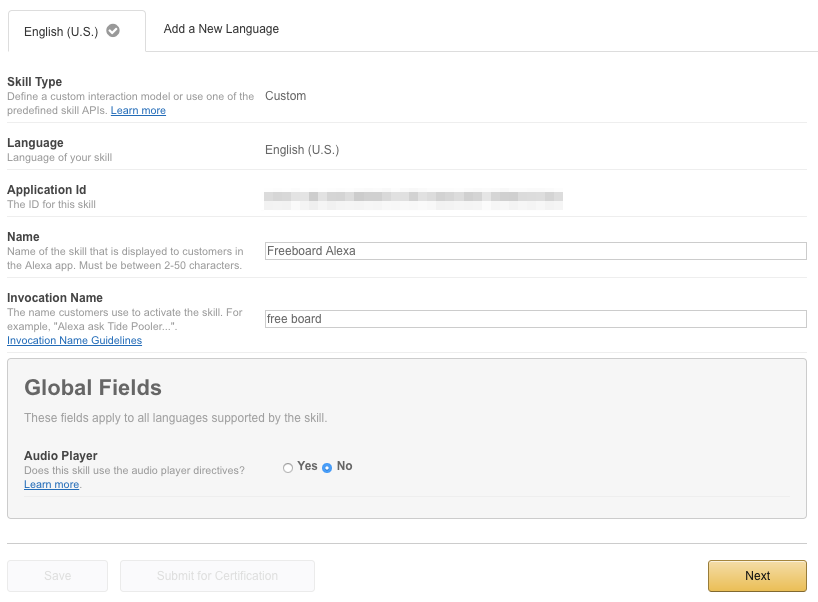 English (U.S.)
Add a New Language
Skill Type
Define a custom interaction model or use one of the
predefined skill APIs. Learn more
Custom
Language
Language of your skill
English (U.S.)
Application Id
The ID for this skill
Name
Name of the skill that is displayed to customers in
the Alexa app. Must be between 2-50 characters.
Freeboard Alexa
Invocation Name
The name customers use to activate the skill. For
example, "Alexa ask Tide Pooler...".
Invocation Name Guidelines
free board
Global Fields
These fields apply to all languages supported by the skill.
Audio Player
Does this skill use the audio player directives?
Learn more.
Yes No
Save
Submit for Certification
Next